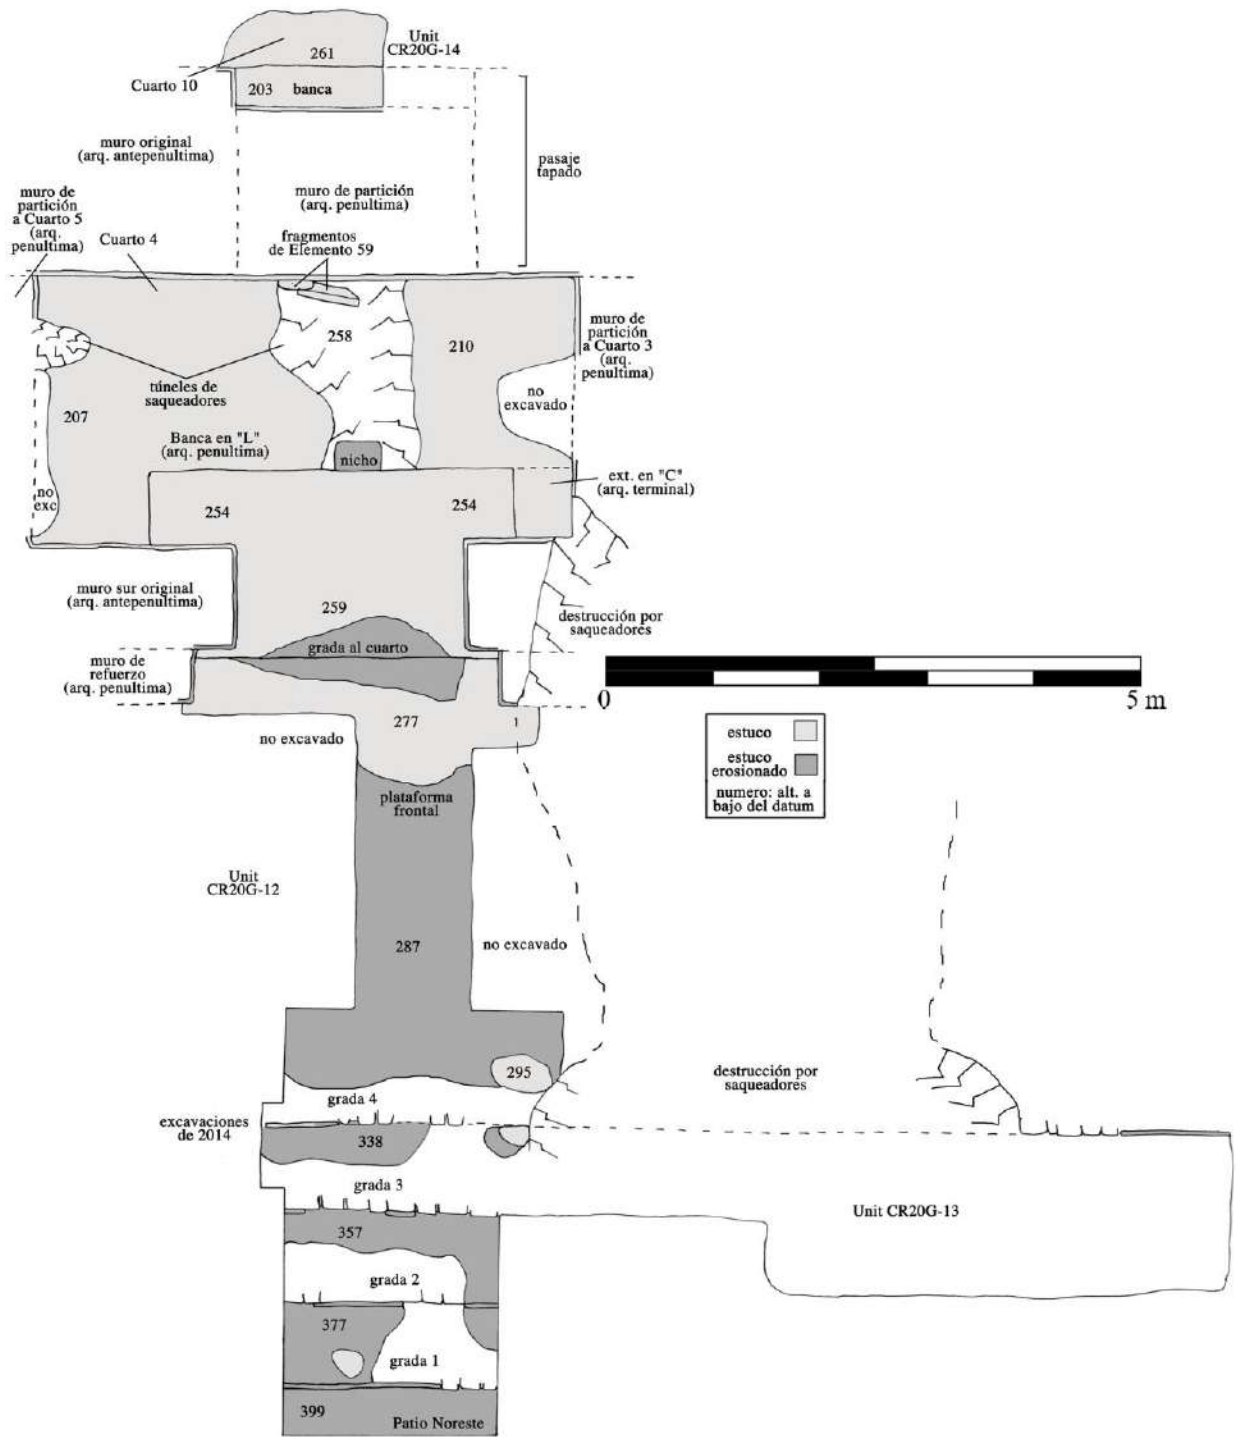 Unit
CR20G-14
261
Cuarto 10
203
banca
muro original
(arq. antepenultima)
pasaje
tapado
muro de
partición
a Cuarto 5
(arq.
penultima)
muro de partición
(arq. penultima)
Cuarto 4
fragmentos
de Elemento 59
258
210
muro de
partición
a Cuarto 3
(arq.
penultima)
túneles de
saqueadores
no
excavado
207
Banca en "L"
(arq. penultima)
nicho
no
exc
ext. en "C"
(arq. terminal)
254
254
muro sur original
(arq. antepenultima)
259
destrucción por
saqueadores
grada al cuarto
muro de
refuerzo
(arq. penultima)
0
5 m
277
1
no excavado
estuco
estuco
erosionado
numero: alt. a
bajo del datum
plataforma
frontal
Unit
CR20G-12
287
no excavado
295
destrucción por
saqueadores
grada 4
excavaciones
de 2014
338
grada 3
Unit CR20G-13
357
grada 2
377
grada 1
399
Patio Noreste